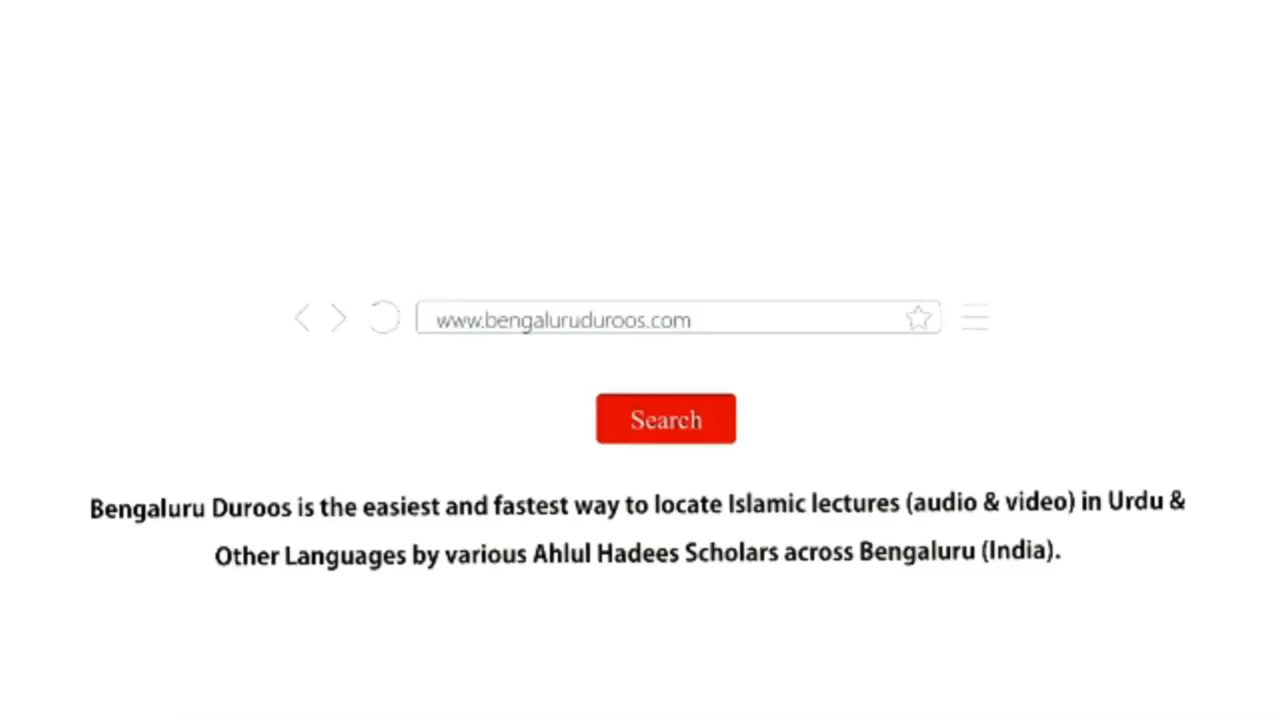 www.bengaluruduroos.com
Search
Bengaluru Duroos is the easiest and fastest way to locate Islamic lectures (audio & video) in Urdu &
Other Languages by various Ahlul Hadees Scholars across Bengaluru (India).